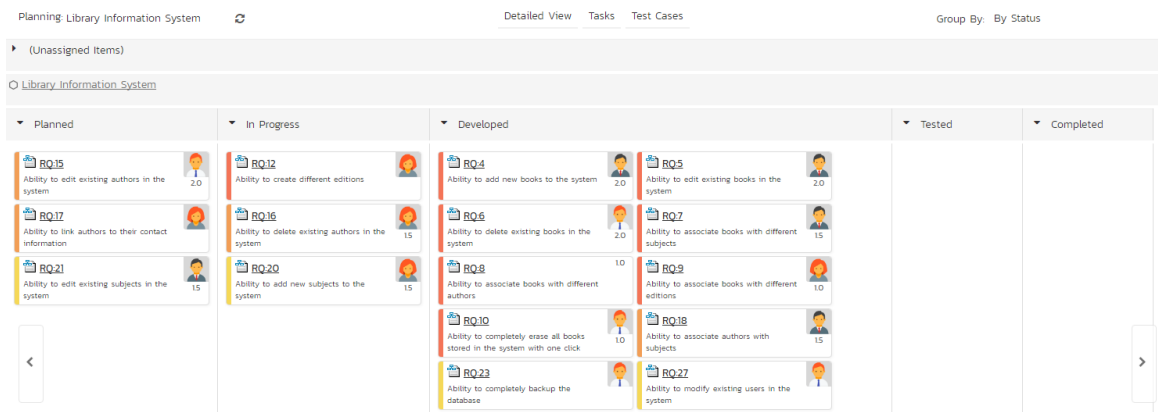 Planning: Library Information System
Detailed View Tasks Test Cases
Group By: By Status
(Unassigned Items)
Library Information System
Planned
In Progress
Developed
Tested
Completed
RQ:15
Ability to edit existing authors in the
system
2.0
RQ:17
Ability to link authors to their contact
information
RQ:21
Ability to edit existing subjects in the
system
1.5
RQ:12
Ability to create different editions
RQ:16
Ability to delete existing authors in the
system
1.5
RQ:20
Ability to add new subjects to the
system
1.5
RQ:4
Ability to add new books to the system
2.0
RQ:5
Ability to edit existing books in the
system
2.0
RQ:6
Ability to delete existing books in the
system
2.0
RQ:7
Ability to associate books with different
subjects
1.5
RQ:8
Ability to associate books with different
authors
1.0
RQ:9
Ability to associate books with different
editions
1.0
RQ:10
Ability to completely erase all books
stored in the system with one click
1.0
RQ:18
Ability to associate authors with
subjects
1.5
RQ:23
Ability to completely backup the
database
RQ:27
Ability to modify existing users in the
system